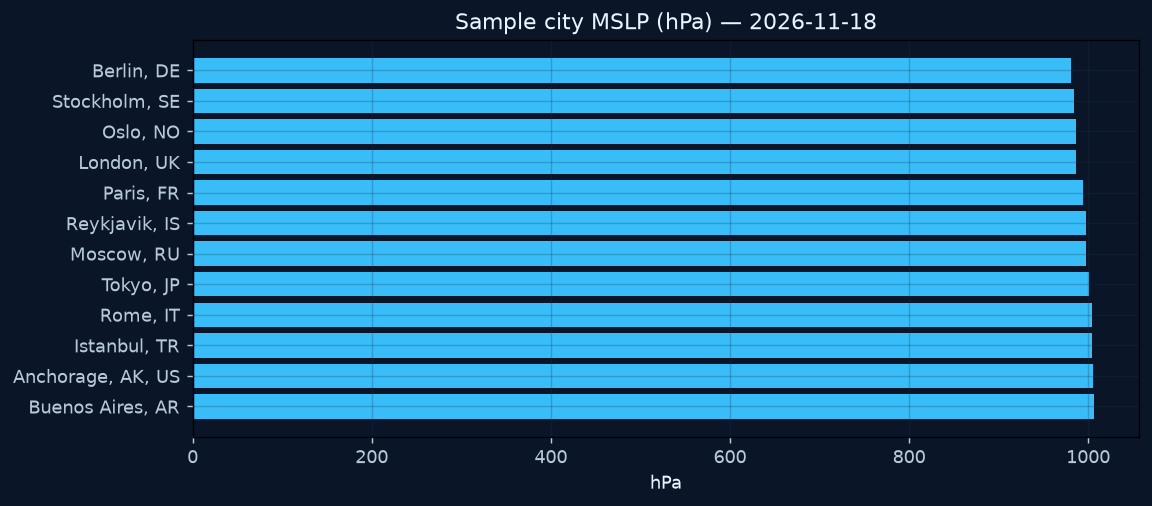 Sample city MSLP (hPa) — 2026-11-18
Berlin, DE
Stockholm, SE
Oslo, NO
London, UK
Paris, FR
Reykjavik, IS
Moscow, RU
Tokyo, JP
Rome, IT
Istanbul, TR
Anchorage, AK, US
Buenos Aires, AR
0 200 400 600 800 1000
hPa